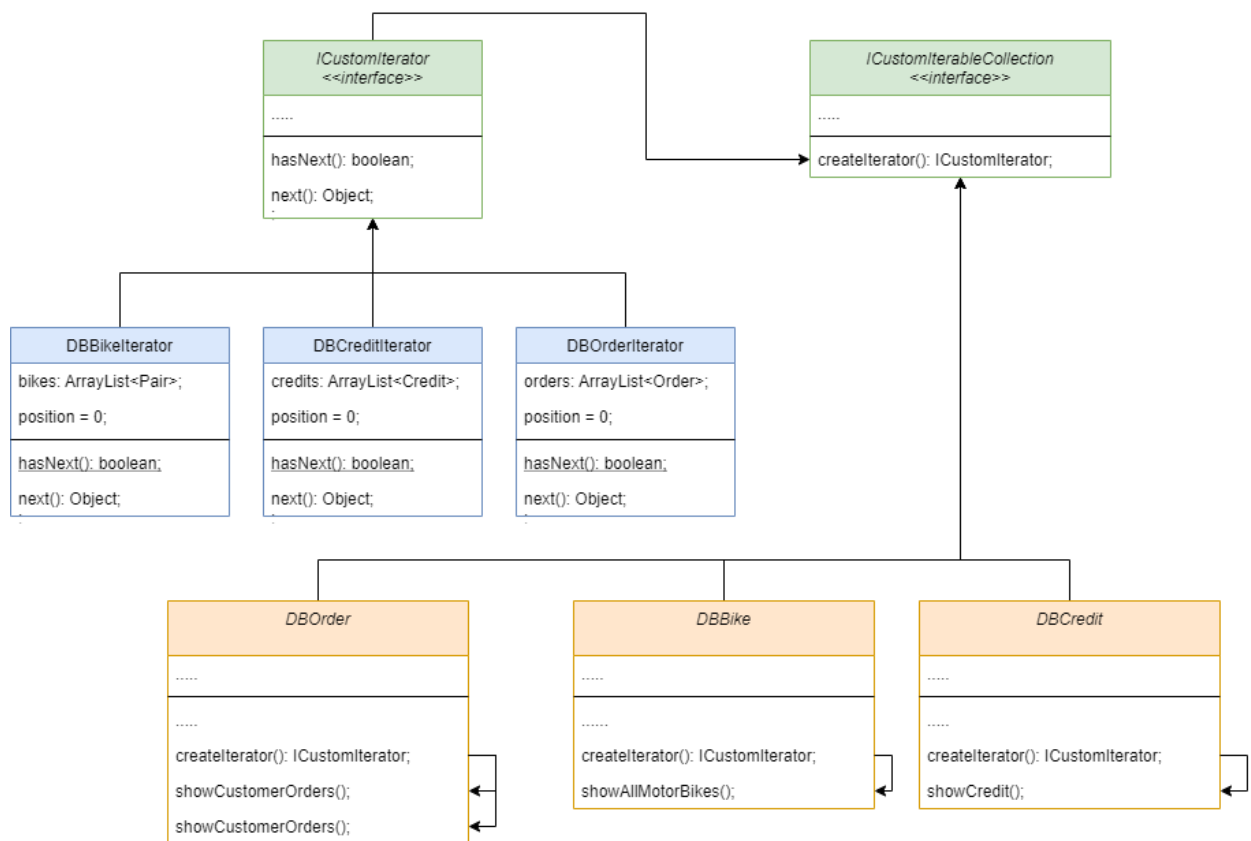 ICustomIterator
<<interface>>
.....
hasNext(): boolean;
next(): Object;
ICustomIterableCollection
<<interface>>
.....
createIterator(): ICustomIterator;
DBBikeIterator
bikes: ArrayList<Pair>;
position = 0;
hasNext(): boolean;
next(): Object;
DBCreditIterator
credits: ArrayList<Credit>;
position = 0;
hasNext(): boolean;
next(): Object;
DBOrderIterator
orders: ArrayList<Order>;
position = 0;
hasNext(): boolean;
next(): Object;
DBOrder
.....
.....
createIterator(): ICustomIterator;
showCustomerOrders();
showCustomerOrders();
DBBike
.....
......
createIterator(): ICustomIterator;
showAllMotorBikes();
DBCredit
.....
.....
createIterator(): ICustomIterator;
showCredit();